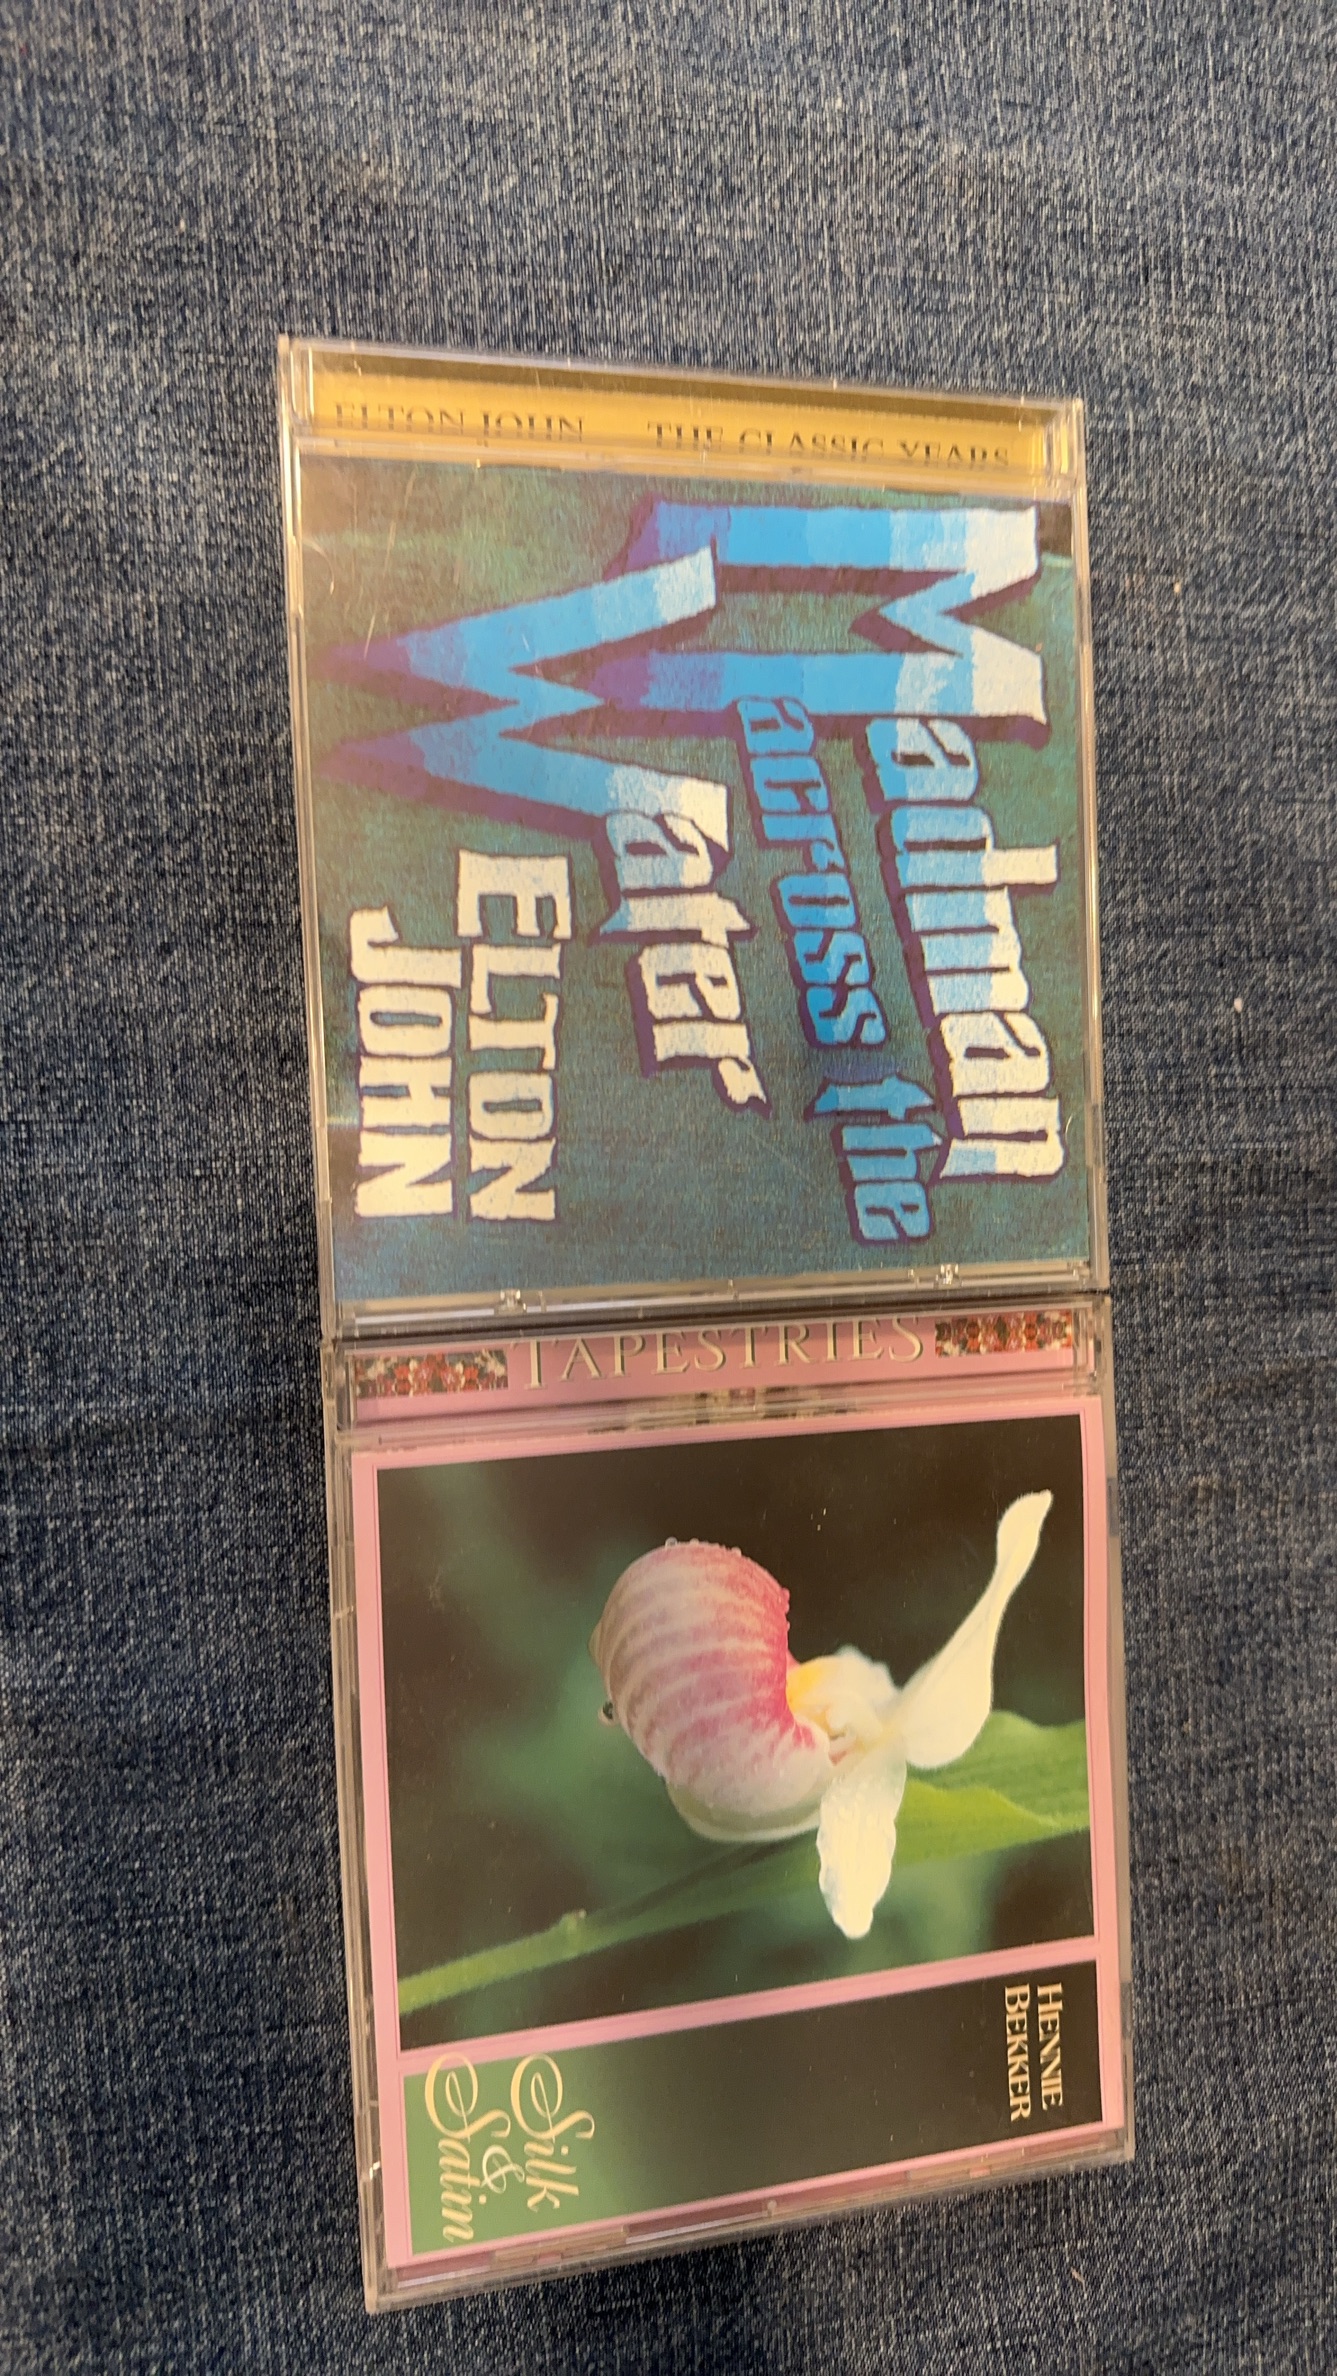 ELTON JOHN THE CLASSIC YEARS
Madman
across the
Water
ELTON
JOHN
TAPESTRIES
HENNIE
BEKKER
Silk
& Satin